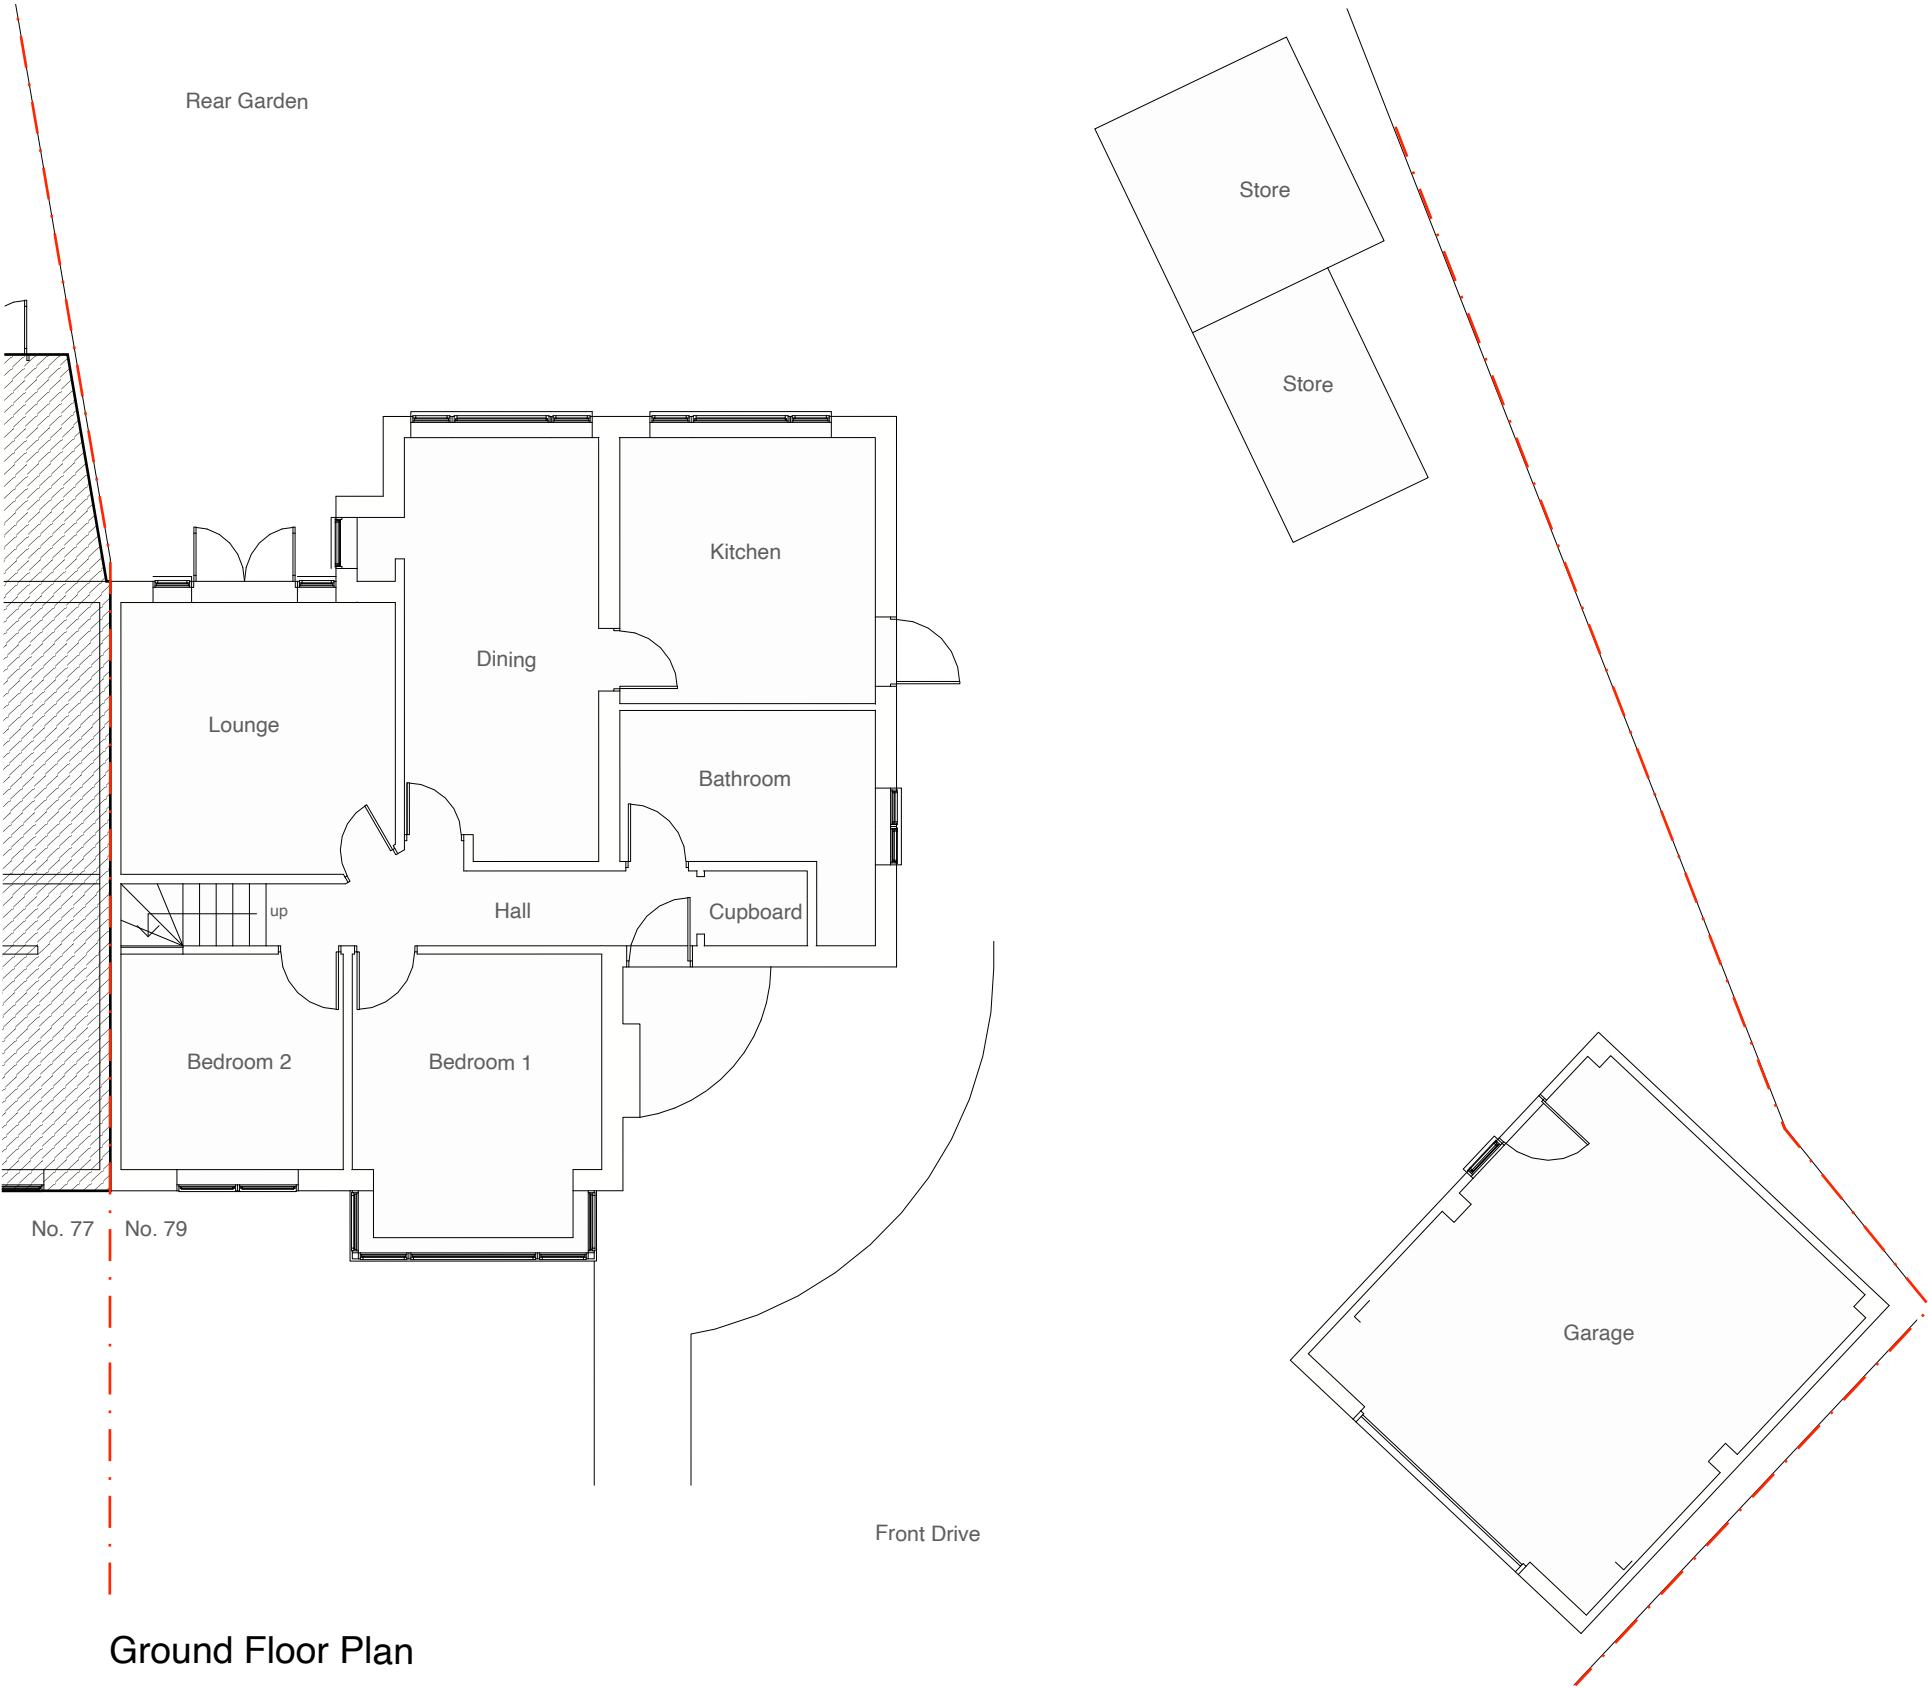 Rear Garden
Store
Store
Kitchen
Dining
Lounge
Bathroom
up
Hall
Cupboard
Bedroom 2
Bedroom 1
No. 77
No. 79
Garage
Front Drive
Ground Floor Plan